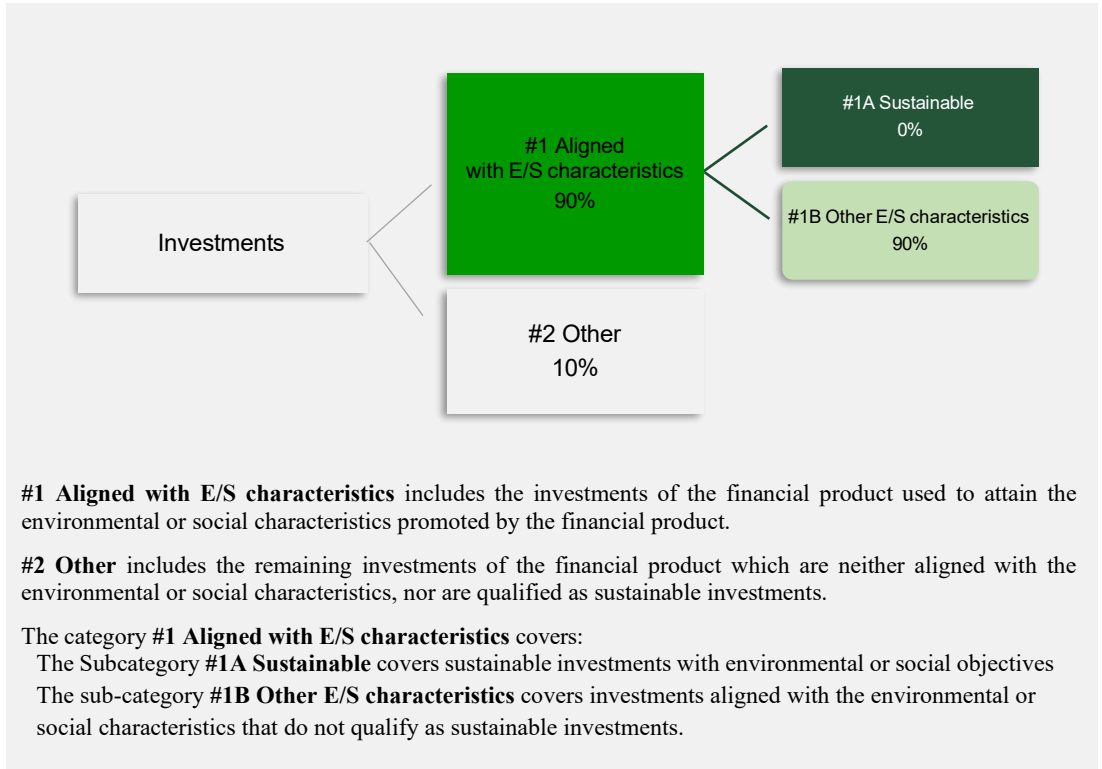 #1A Sustainable
0%
#1 Aligned
with E/S characteristics
90%
#1B Other E/S characteristics
90%
Investments
#2 Other
10%
#1 Aligned with E/S characteristics includes the investments of the financial product used to attain the
environmental or social characteristics promoted by the financial product.
#2 Other includes the remaining investments of the financial product which are neither aligned with the
environmental or social characteristics, nor are qualified as sustainable investments.
The category #1 Aligned with E/S characteristics covers:
The Subcategory #1A Sustainable covers sustainable investments with environmental or social objectives
The sub-category #1B Other E/S characteristics covers investments aligned with the environmental or
social characteristics that do not qualify as sustainable investments.